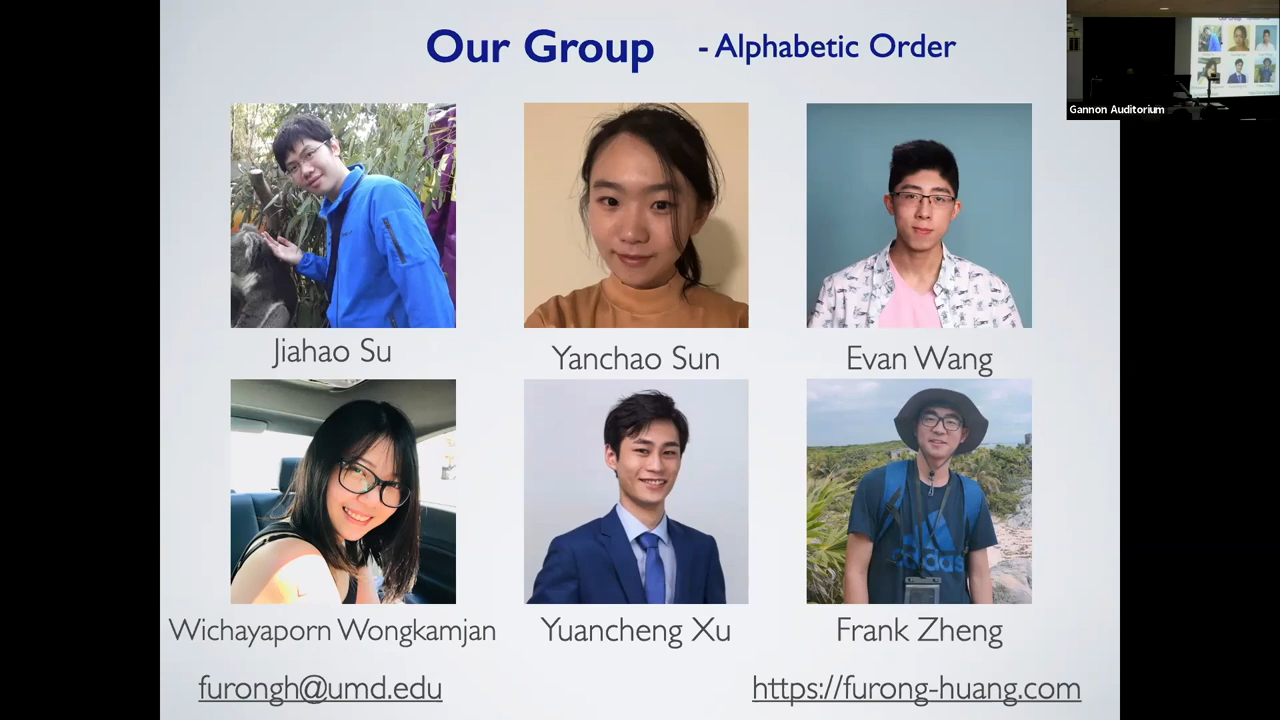 Our Group - Alphabetic Order
Gannon Auditorium
Jiahao Su
Yanchao Sun
Evan Wang
adidas
Wichayaporn Wongkamjan
Yuancheng Xu
Frank Zheng
furongh@umd.edu
https://furong-huang.com